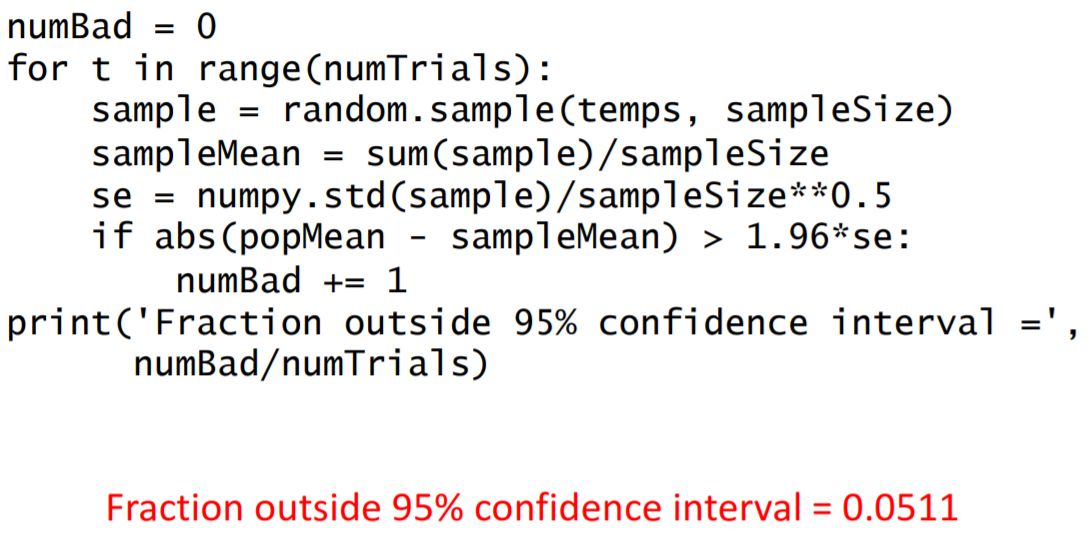 numBad = 0
for t in range(numTrials):
    sample = random.sample(temps, sampleSize)
    sampleMean = sum(sample)/sampleSize
    se = numpy.std(sample)/sampleSize**0.5
    if abs(popMean - sampleMean) > 1.96*se:
        numBad += 1
print('Fraction outside 95% confidence interval =',
      numBad/numTrials)
Fraction outside 95% confidence interval = 0.0511